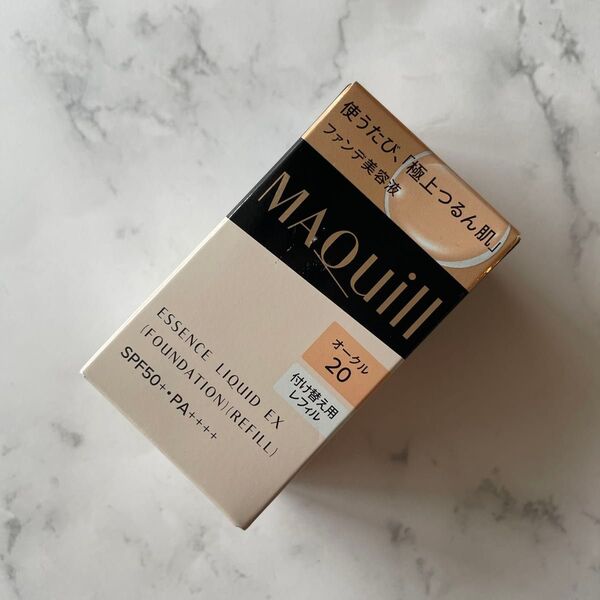 使うたび、「極上つるん肌」
ファンデ美容液
MAQuill
オークル
20
付け替え用
レフィル
ESSENCE LIQUID EX
(FOUNDATION)(REFILL)
SPF50+・PA++++